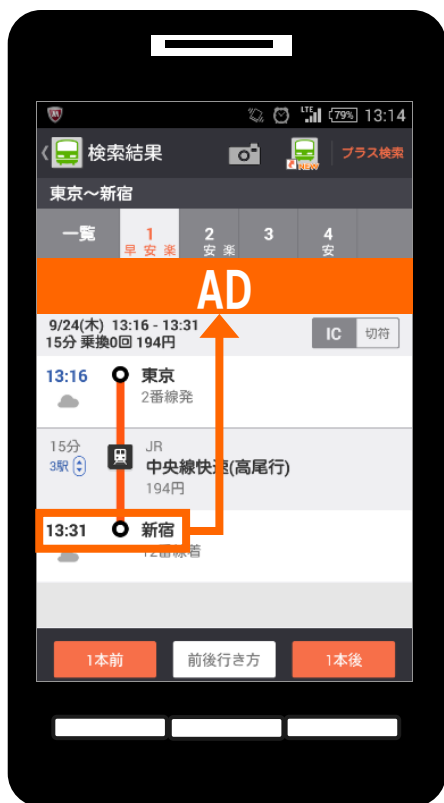 LTE 79% 13:14
検索結果 NEW プラス検索
東京〜新宿
一覧 1 2 3 4
早 安 楽 安 楽 安
AD
9/24(木) 13:16 - 13:31
15分 乗換0回 194円
IC 切符
13:16 東京
2番線発
15分 JR
3駅 中央線快速(高尾行)
194円
13:31 新宿
12番線着
1本前 前後行き方 1本後